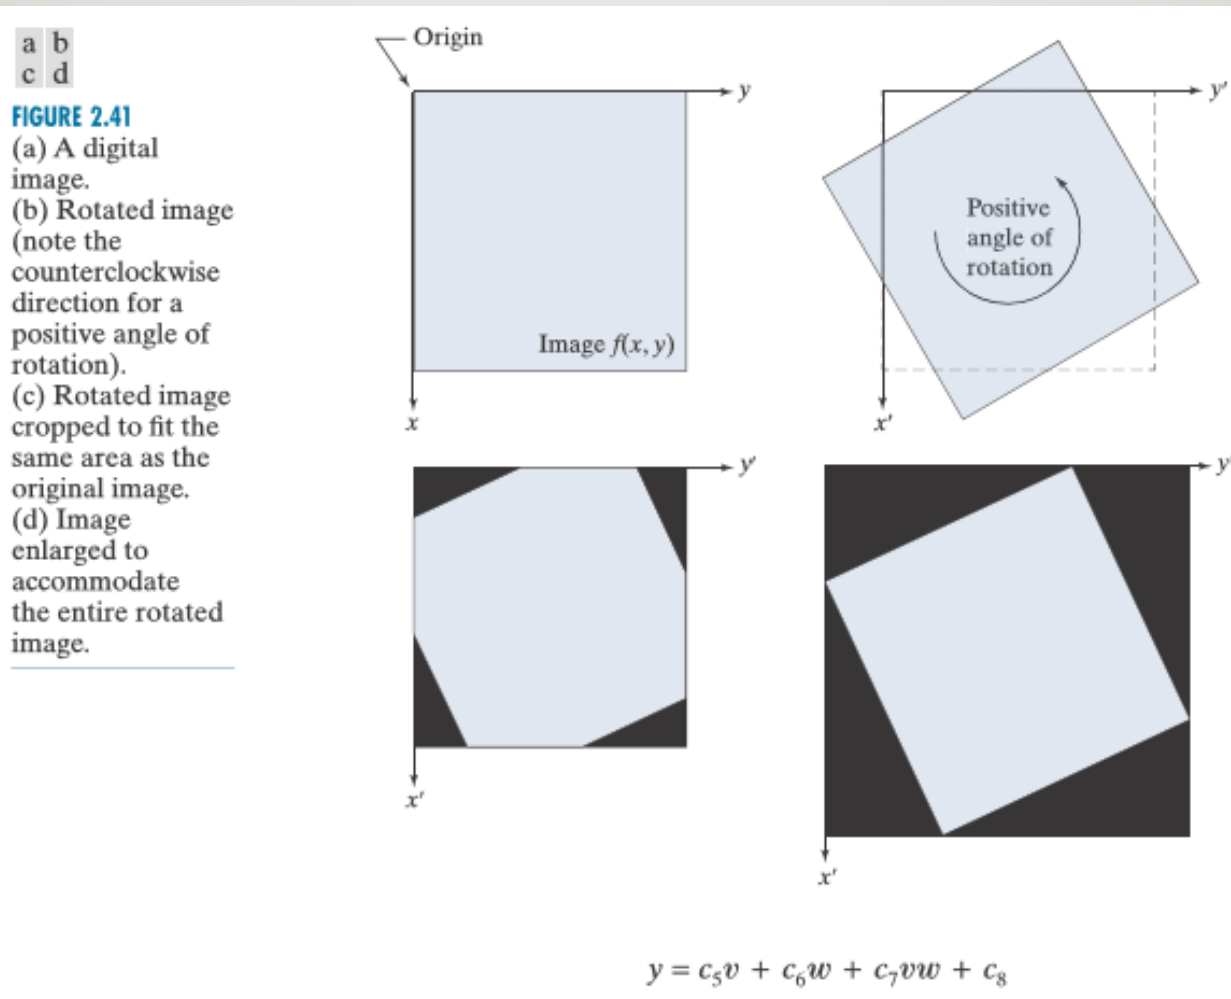 a b
c d
FIGURE 2.41
(a) A digital
image.
(b) Rotated image
(note the
counterclockwise
direction for a
positive angle of
rotation).
(c) Rotated image
cropped to fit the
same area as the
original image.
(d) Image
enlarged to
accommodate
the entire rotated
image.
Origin
y
Image f(x, y)
x
y′
Positive
angle of
rotation
x′
y′
x′
y
x′
y = c₅v + c₆w + c₇vw + c₈